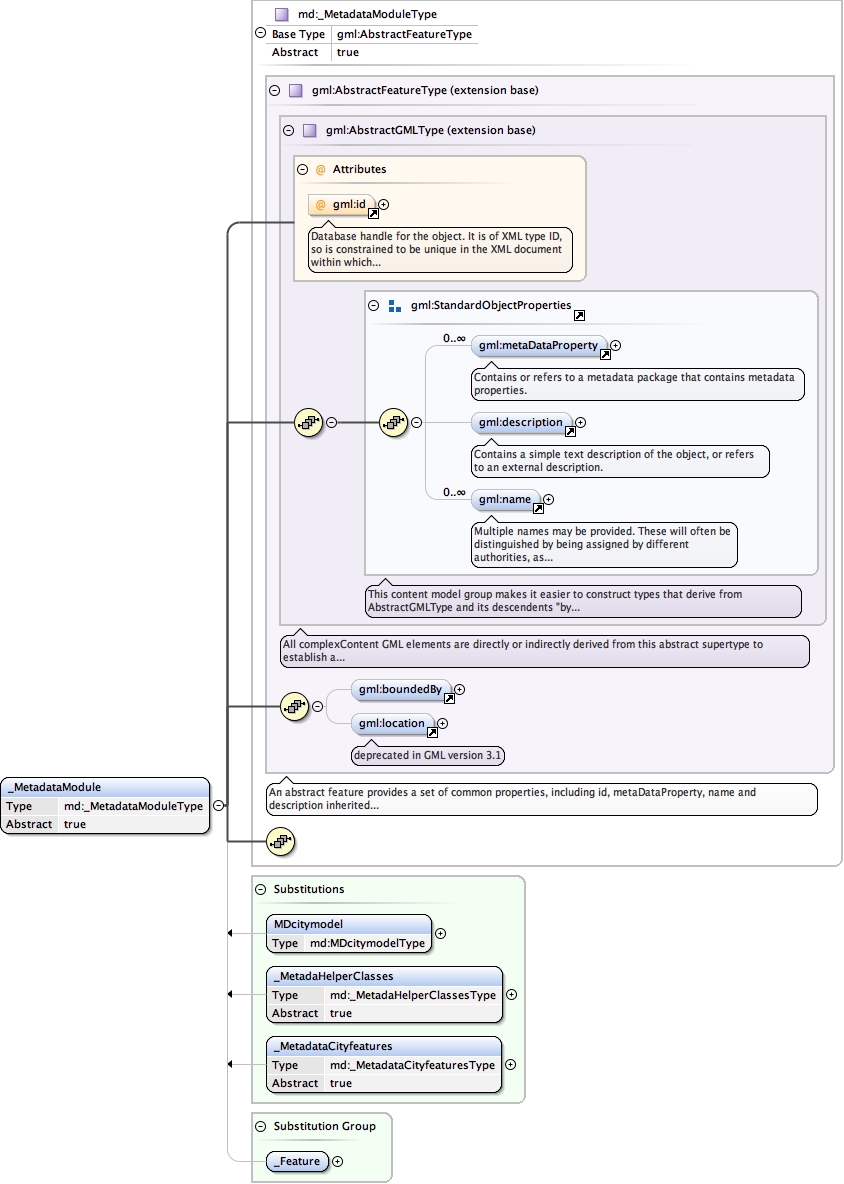 md:_MetadataModuleType
Base Type gml:AbstractFeatureType
Abstract true
gml:AbstractFeatureType (extension base)
gml:AbstractGMLType (extension base)
@ Attributes
@ gml:id
Database handle for the object. It is of XML type ID,
so is constrained to be unique in the XML document
within which...
gml:StandardObjectProperties
0..∞
gml:metaDataProperty
Contains or refers to a metadata package that contains metadata
properties.
gml:description
Contains a simple text description of the object, or refers
to an external description.
0..∞
gml:name
Multiple names may be provided. These will often be
distinguished by being assigned by different
authorities, as...
This content model group makes it easier to construct types that derive from
AbstractGMLType and its descendents "by...
All complexContent GML elements are directly or indirectly derived from this abstract supertype to
establish a...
gml:boundedBy
gml:location
deprecated in GML version 3.1
An abstract feature provides a set of common properties, including id, metaDataProperty, name and
description inherited...
_MetadataModule
Type md:_MetadataModuleType
Abstract true
Substitutions
MDcitymodel
Type md:MDcitymodelType
_MetadaHelperClasses
Type md:_MetadaHelperClassesType
Abstract true
_MetadataCityfeatures
Type md:_MetadataCityfeaturesType
Abstract true
Substitution Group
_Feature